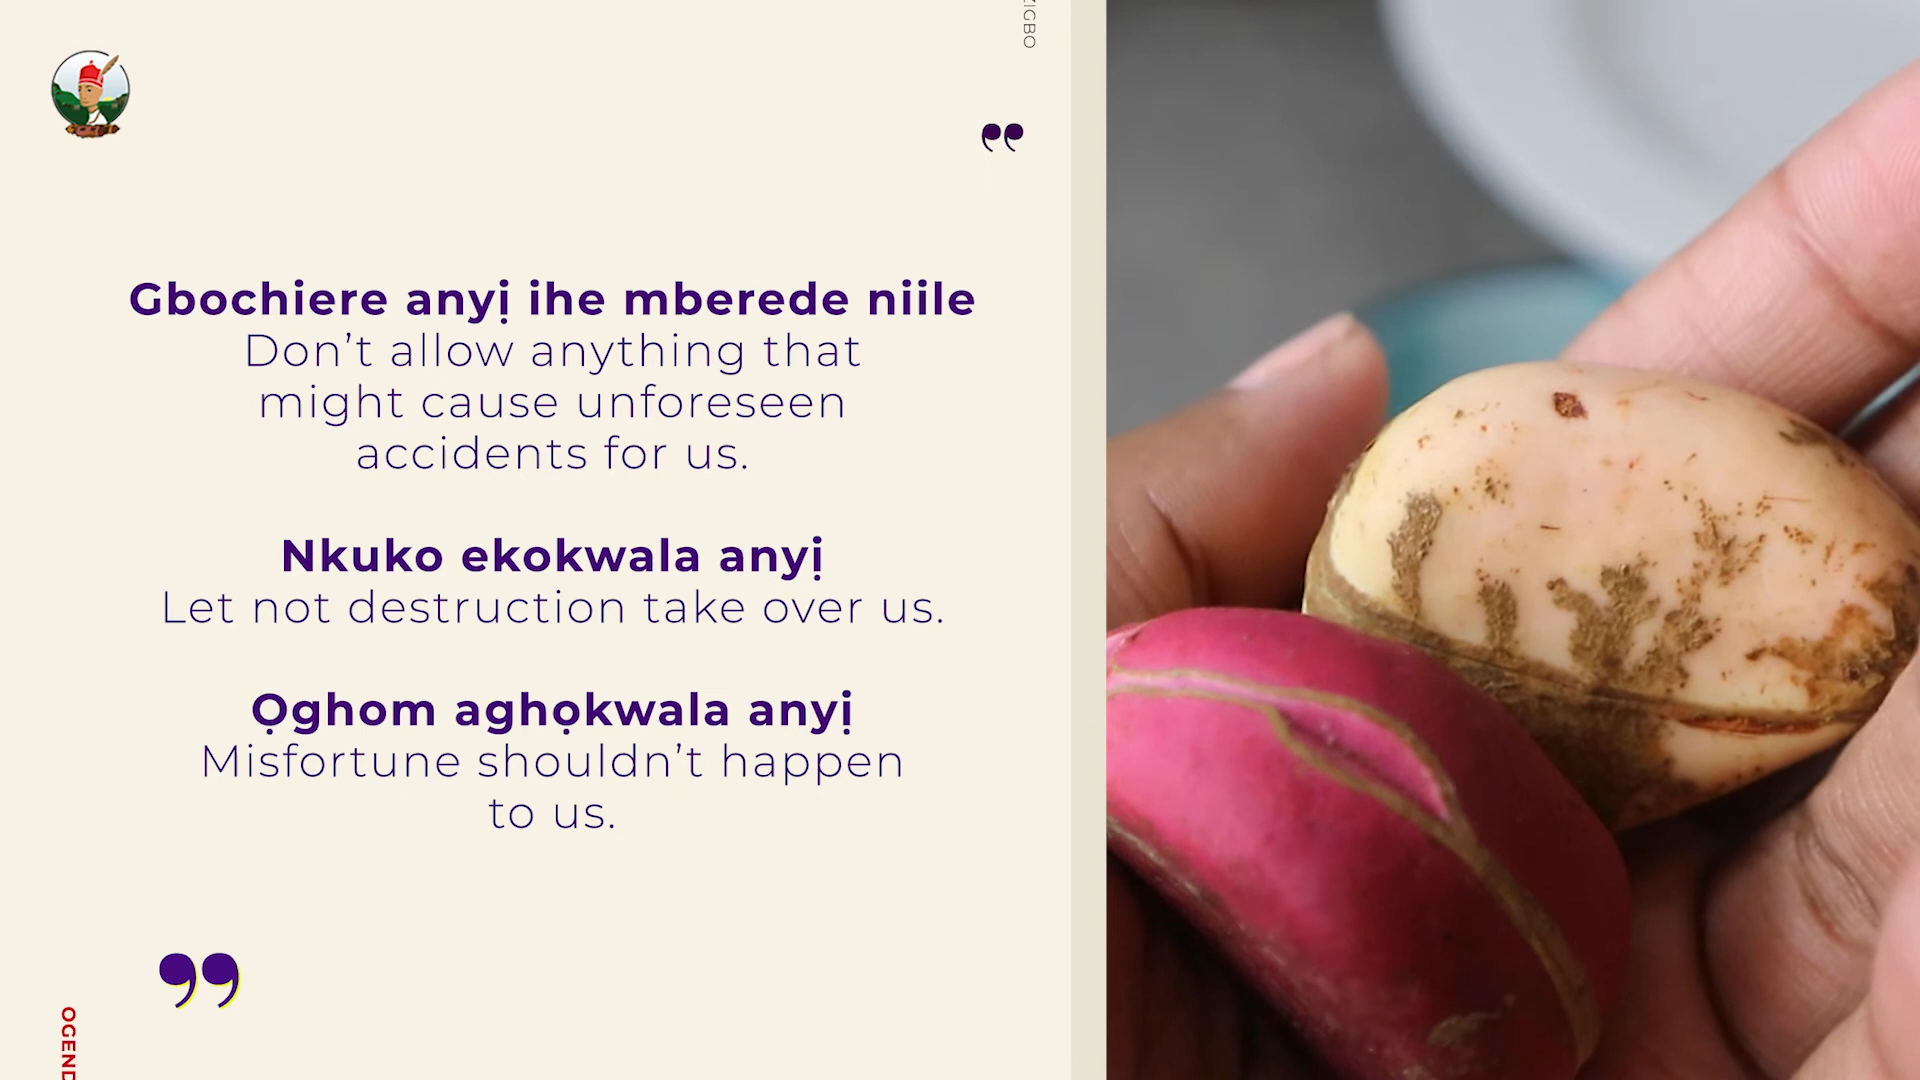 Gbochiere anyị ihe mberede niile
Don’t allow anything that
might cause unforeseen
accidents for us.
Nkuko ekokwala anyị
Let not destruction take over us.
Ọghom aghọkwala anyị
Misfortune shouldn’t happen
to us.